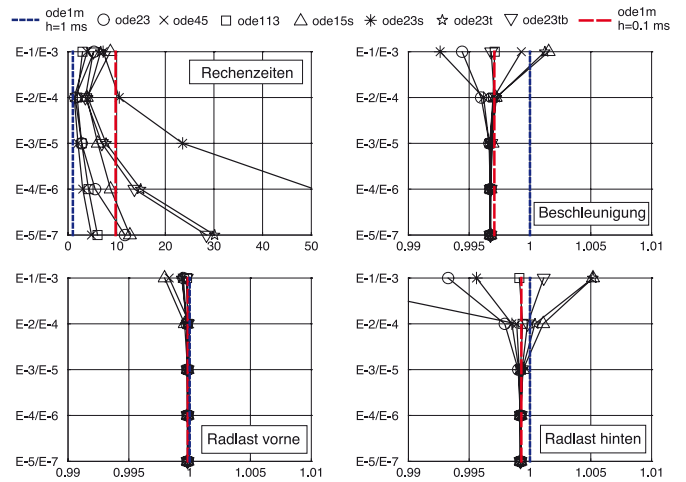 ode1m h=1 ms
ode23
ode45
ode113
ode15s
ode23s
ode23t
ode23tb
ode1m h=0.1 ms
E-1/E-3
E-2/E-4
E-3/E-5
E-4/E-6
E-5/E-7
Rechenzeiten
0 10 20 30 40 50
E-1/E-3
E-2/E-4
E-3/E-5
E-4/E-6
E-5/E-7
Beschleunigung
0.99 0.995 1 1.005 1.01
E-1/E-3
E-2/E-4
E-3/E-5
E-4/E-6
E-5/E-7
Radlast vorne
0.99 0.995 1 1.005 1.01
E-1/E-3
E-2/E-4
E-3/E-5
E-4/E-6
E-5/E-7
Radlast hinten
0.99 0.995 1 1.005 1.01